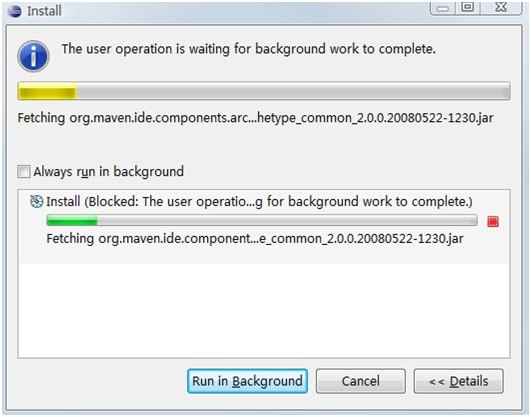 Install
The user operation is waiting for background work to complete.
Fetching org.maven.ide.components.arc...hetype_common_2.0.0.20080522-1230.jar
Always run in background
Install (Blocked: The user operatio...g for background work to complete.)
Fetching org.maven.ide.component...e_common_2.0.0.20080522-1230.jar
Run in Background
Cancel
<< Details